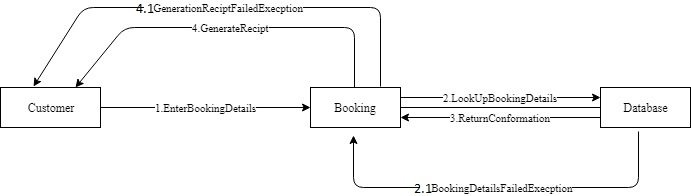 4.1GenerationReciptFailedExecption
4.GenerateRecipt
Customer
1.EnterBookingDetails
Booking
2.LookUpBookingDetails
3.ReturnConformation
Database
2.1BookingDetailsFailedExecption